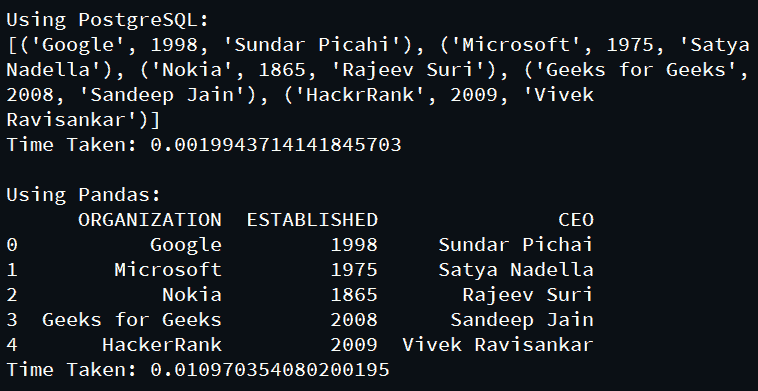 Using PostgreSQL:
[('Google', 1998, 'Sundar Picahi'), ('Microsoft', 1975, 'Satya
Nadella'), ('Nokia', 1865, 'Rajeev Suri'), ('Geeks for Geeks',
2008, 'Sandeep Jain'), ('HackrRank', 2009, 'Vivek
Ravisankar')]
Time Taken: 0.0019943714141845703
Using Pandas:
ORGANIZATION ESTABLISHED CEO
0 Google 1998 Sundar Pichai
1 Microsoft 1975 Satya Nadella
2 Nokia 1865 Rajeev Suri
3 Geeks for Geeks 2008 Sandeep Jain
4 HackerRank 2009 Vivek Ravisankar
Time Taken: 0.010970354080200195